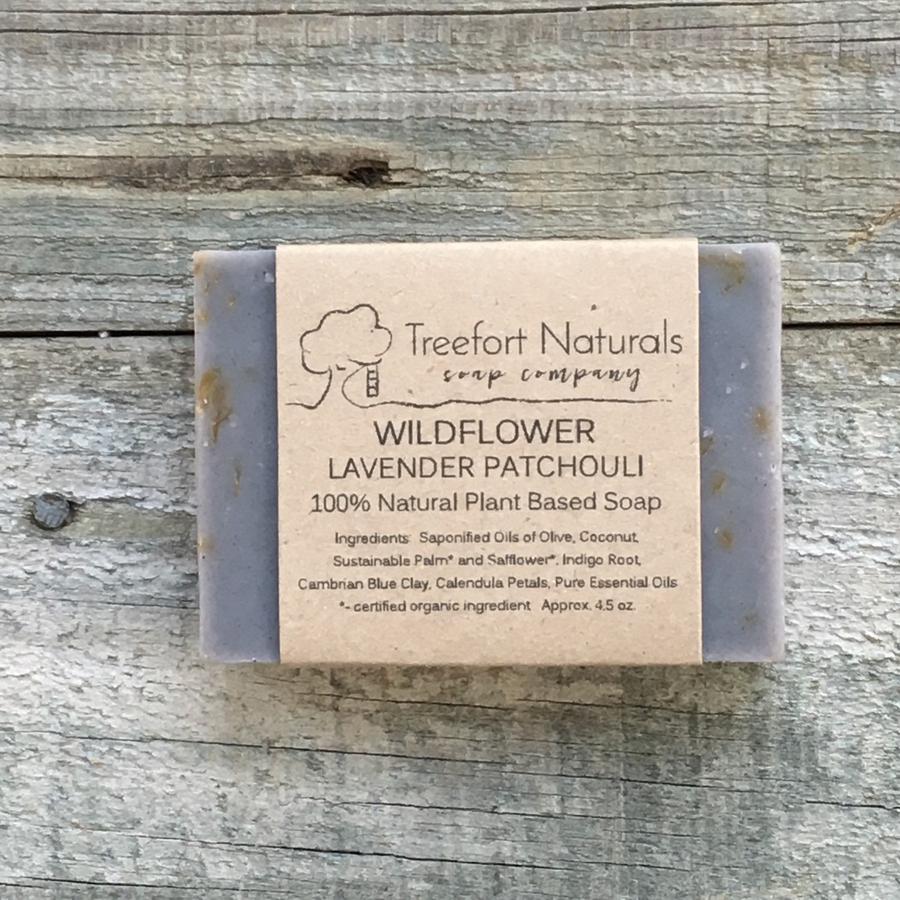 Treefort Naturals
soap company
WILDFLOWER
LAVENDER PATCHOULI
100% Natural Plant Based Soap
Ingredients: Saponified Oils of Olive, Coconut,
Sustainable Palm* and Safflower*, Indigo Root,
Cambrian Blue Clay, Calendula Petals, Pure Essential Oils
*- certified organic ingredient Approx. 4.5 oz.